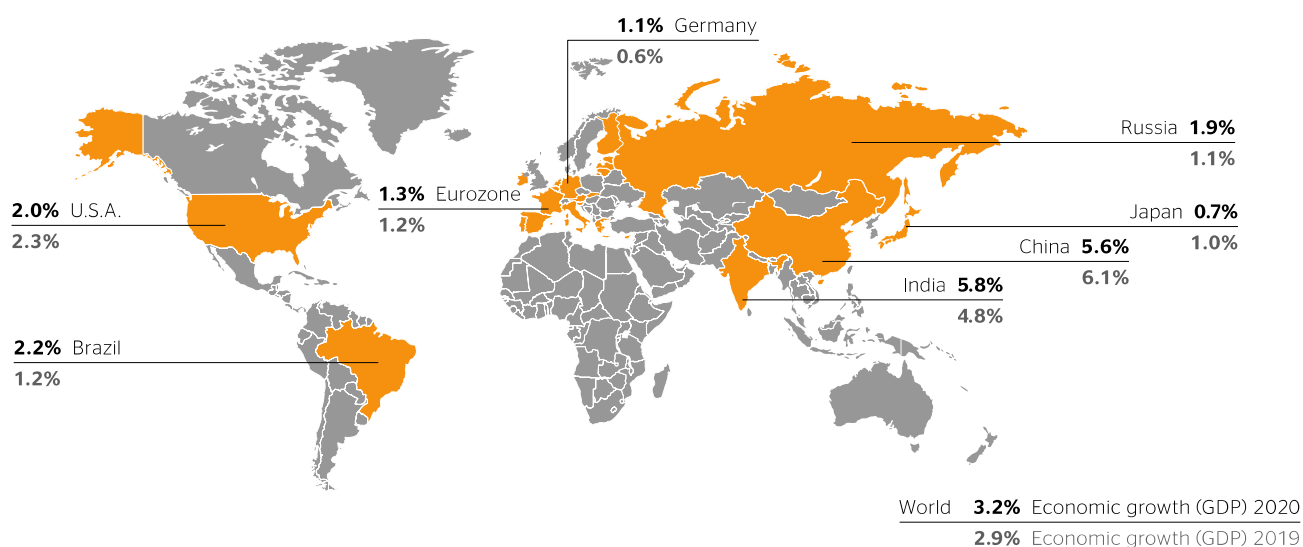 1.1% Germany
0.6%
Russia 1.9%
1.1%
1.3% Eurozone
1.2%
2.0% U.S.A.
2.3%
Japan 0.7%
1.0%
China 5.6%
6.1%
India 5.8%
4.8%
2.2% Brazil
1.2%
World 3.2% Economic growth (GDP) 2020
2.9% Economic growth (GDP) 2019